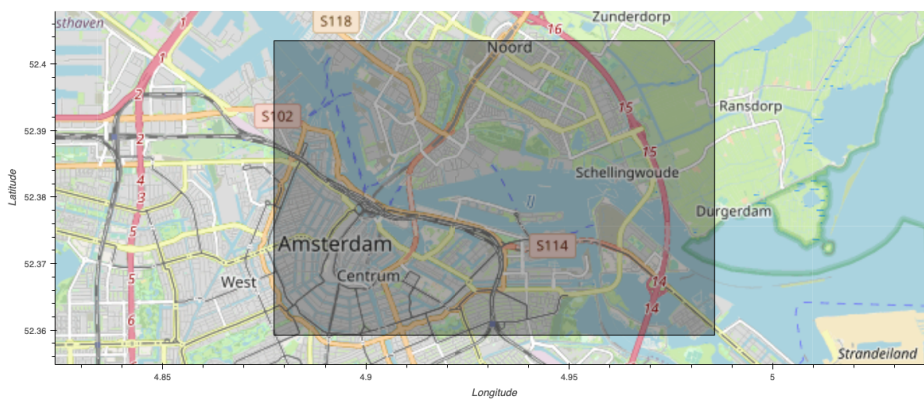 S118
16
Zunderdorp
sthaven
1
Noord
52.4
1
2
15
Ransdorp
S102
52.39
2
15
Schellingwoude
4
3
52.38
IJ
Durgerdam
5
Amsterdam
S114
52.37
Centrum
West
5
14
14
6
52.36
Strandeiland
Latitude
4.85
4.9
4.95
5
Longitude